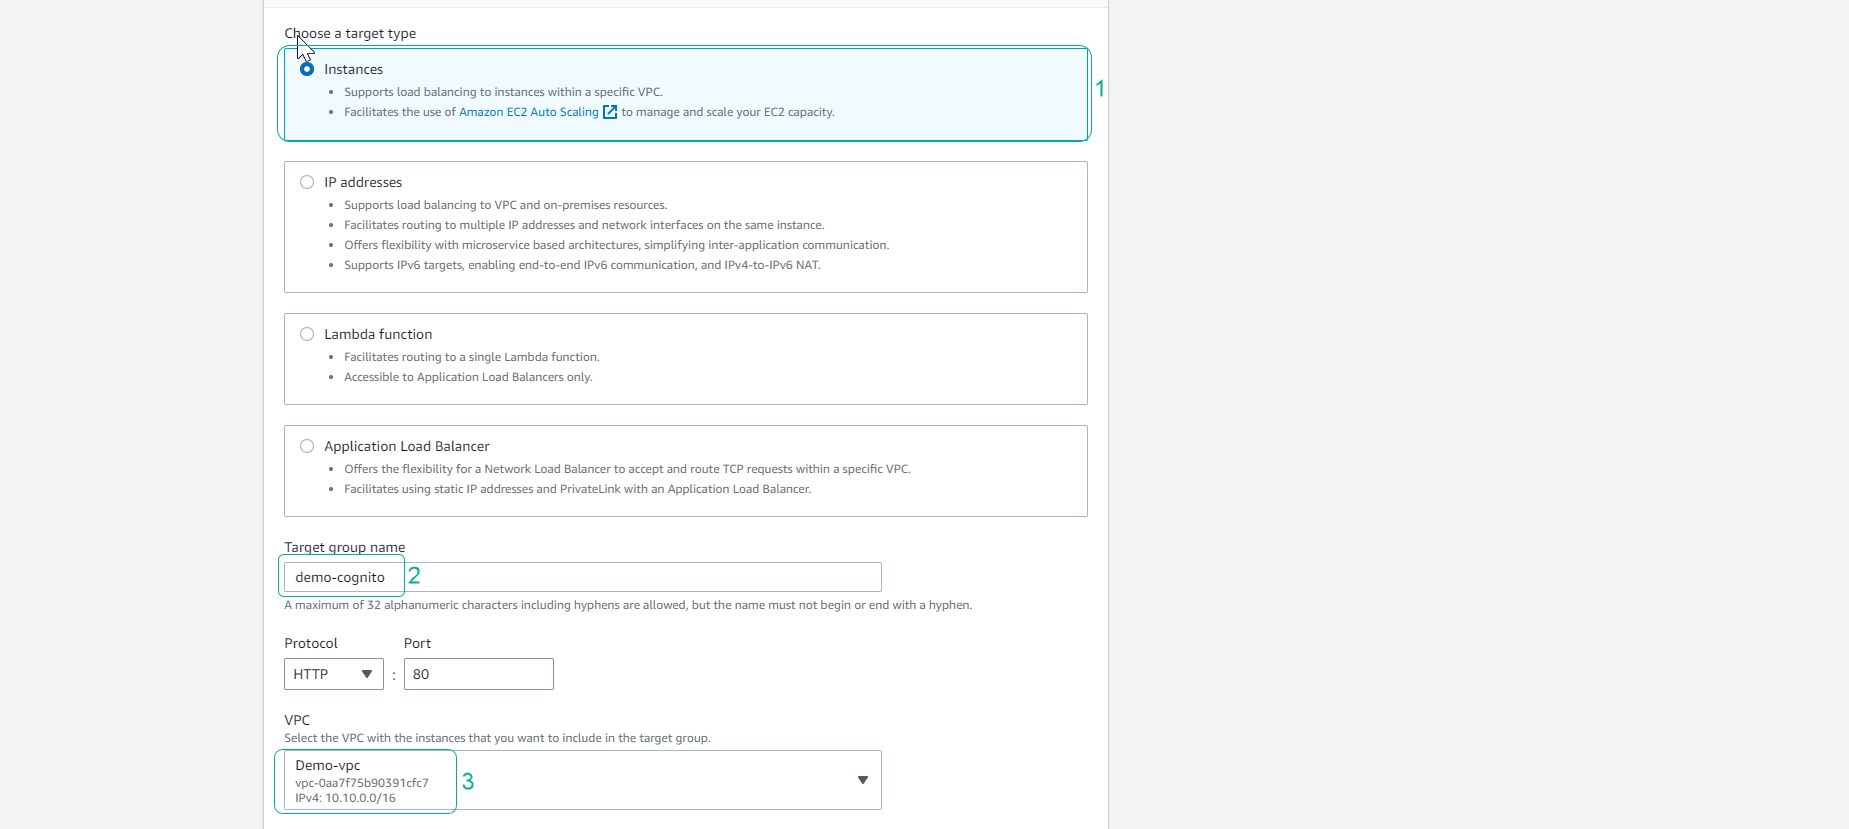 Choose a target type
Instances
1
Supports load balancing to instances within a specific VPC.
Facilitates the use of Amazon EC2 Auto Scaling to manage and scale your EC2 capacity.
IP addresses
Supports load balancing to VPC and on-premises resources.
Facilitates routing to multiple IP addresses and network interfaces on the same instance.
Offers flexibility with microservice based architectures, simplifying inter-application communication.
Supports IPv6 targets, enabling end-to-end IPv6 communication, and IPv4-to-IPv6 NAT.
Lambda function
Facilitates routing to a single Lambda function.
Accessible to Application Load Balancers only.
Application Load Balancer
Offers the flexibility for a Network Load Balancer to accept and route TCP requests within a specific VPC.
Facilitates using static IP addresses and PrivateLink with an Application Load Balancer.
Target group name
demo-cognito 2
A maximum of 32 alphanumeric characters including hyphens are allowed, but the name must not begin or end with a hyphen.
Protocol Port
HTTP : 80
VPC
Select the VPC with the instances that you want to include in the target group.
Demo-vpc
vpc-0aa7f75b90391cfc7 3
IPv4: 10.10.0.0/16